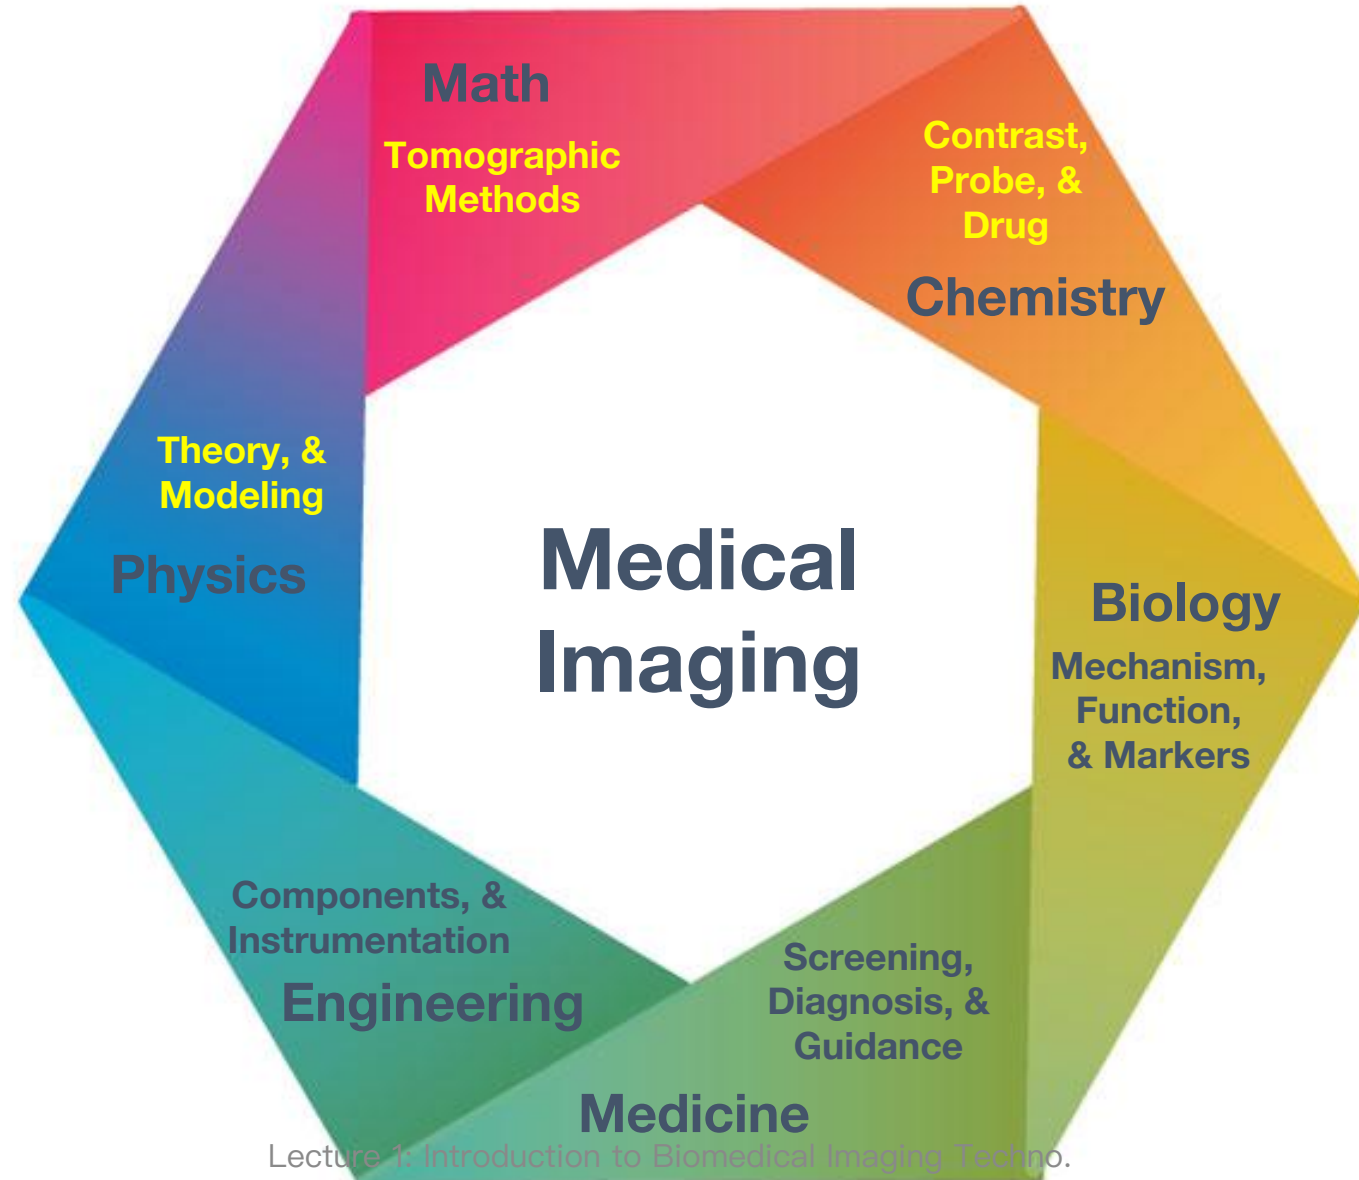 Math
Tomographic
Methods
Contrast,
Probe, &
Drug
Chemistry
Theory, &
Modeling
Physics
Medical
Imaging
Biology
Mechanism,
Function,
& Markers
Components, &
Instrumentation
Engineering
Screening,
Diagnosis, &
Guidance
Medicine
Lecture 1: Introduction to Biomedical Imaging Techno.